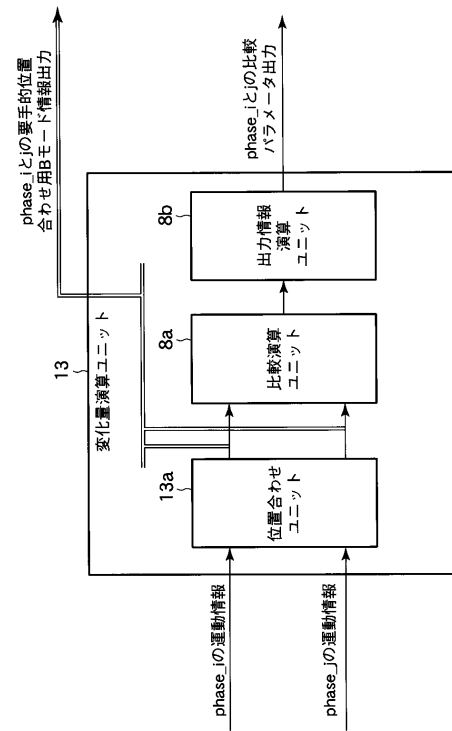 phase_iとjの要手的位置
合わせ用Bモード情報出力
13
変化量演算ユニット
phase_iの運動情報
phase_jの運動情報
13a
位置合わせ
ユニット
8a
比較演算
ユニット
8b
出力情報
演算
ユニット
phase_iとjの比較
パラメータ出力